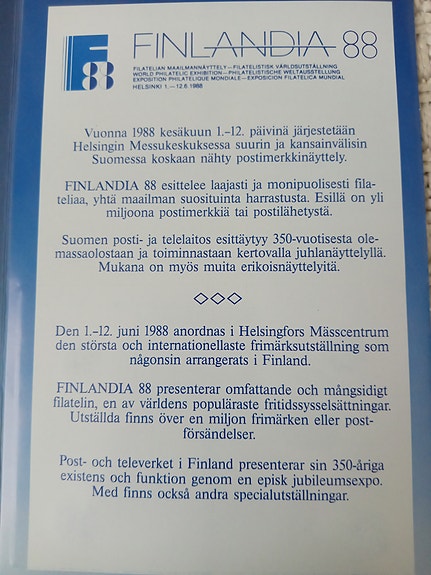 F
88
FINLANDIA 88
FILATELIAN MAAILMANNÄYTTELY – FILATELISTISK VÄRLDSUTSTÄLLNING
WORLD PHILATELIC EXHIBITION – PHILATELISTISCHE WELTAUSSTELLUNG
EXPOSITION PHILATELIQUE MONDIALE – EXPOSICION FILATELICA MUNDIAL
HELSINKI 1.—12.6.1988
Vuonna 1988 kesäkuun 1.–12. päivinä järjestetään
Helsingin Messukeskuksessa suurin ja kansainvälisin
Suomessa koskaan nähty postimerkkinäyttely.
FINLANDIA 88 esittelee laajasti ja monipuolisesti fila-
teliaa, yhtä maailman suosituinta harrastusta. Esillä on yli
miljoona postimerkkiä tai postilähetystä.
Suomen posti- ja telelaitos esittäytyy 350-vuotisesta ole-
massaolostaan ja toiminnastaan kertovalla juhlanäyttelyllä.
Mukana on myös muita erikoisnäyttelyitä.
Den 1.–12. juni 1988 anordnas i Helsingfors Mässcentrum
den största och internationellaste frimärksutställning som
någonsin arrangerats i Finland.
FINLANDIA 88 presenterar omfattande och mångsidigt
filatelin, en av världens populäraste fritidssysselsättningar.
Utställda finns över en miljon frimärken eller post-
försändelser.
Post- och televerket i Finland presenterar sin 350-åriga
existens och funktion genom en episk jubileumsexpo.
Med finns också andra specialutställningar.